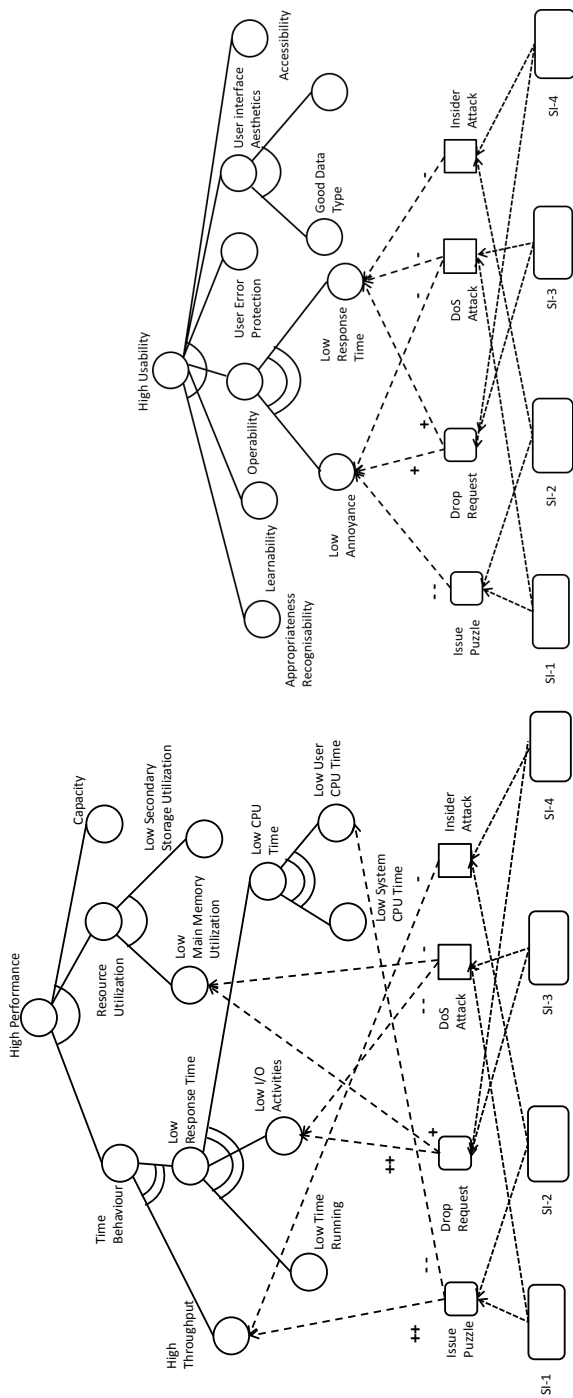 High Performance
Capacity
Time
Behaviour
Resource
Utilization
Low Secondary
Storage Utilization
High
Throughput
Low
Response Time
Low
Main Memory
Utilization
Low Time
Running
Low I/O
Activities
Low CPU
Time
Low System
CPU Time
Low User
CPU Time
++
- -
++
+
- -
-
-
Issue
Puzzle
Drop
Request
DoS
Attack
Insider
Attack
SI-1
SI-2
SI-3
SI-4
High Usability
Appropriateness
Recognisability
Learnability
Operability
User Error
Protection
User interface
Aesthetics
Accessibility
Good Data
Type
Low
Annoyance
Low
Response
Time
- -
+
+
-
-
-
Issue
Puzzle
Drop
Request
DoS
Attack
Insider
Attack
SI-1
SI-2
SI-3
SI-4